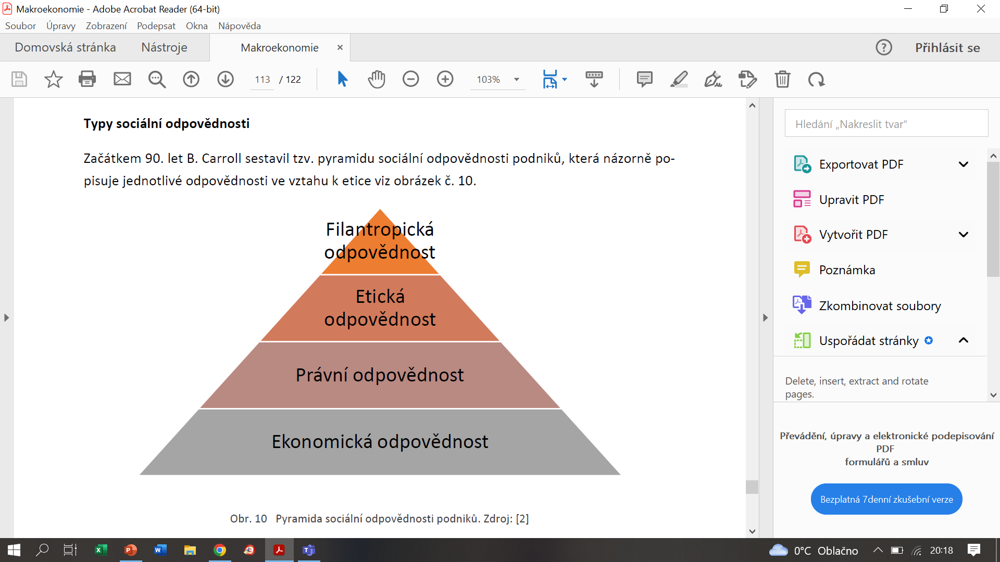 Makroekonomie - Adobe Acrobat Reader (64-bit)
Soubor Úpravy Zobrazení Podepsat Okna Nápověda
Domovská stránka Nástroje Makroekonomie × ? Přihlásit se
113 / 122 103%
Typy sociální odpovědnosti
Začátkem 90. let B. Carroll sestavil tzv. pyramidu sociální odpovědnosti podniků, která názorně po-
pisuje jednotlivé odpovědnosti ve vztahu k etice viz obrázek č. 10.
Filantropická
odpovědnost
Etická
odpovědnost
Právní odpovědnost
Ekonomická odpovědnost
Obr. 10 Pyramida sociální odpovědnosti podniků. Zdroj: [2]
Hledání „Nakreslit tvar“
Exportovat PDF
Upravit PDF
Vytvořit PDF
Poznámka
Zkombinovat soubory
Uspořádat stránky
Delete, insert, extract and rotate
pages.
Převádění, úpravy a elektronické podepisování
PDF
formulářů a smluv
Bezplatná 7denní zkušební verze
0°C Oblačno 20:18